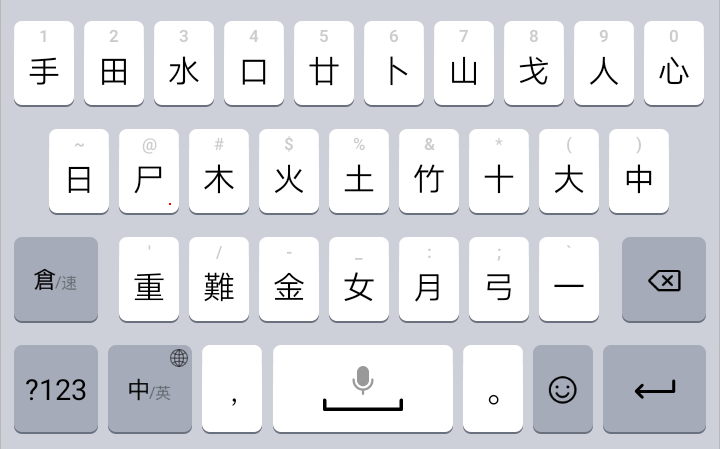 1 2 3 4 5 6 7 8 9 0
手 田 水 口 廿 卜 山 戈 人 心
~ @ # $ % & * ( )
日 尸 木 火 土 竹 十 大 中
' / - _ : ; `
倉/速 重 難 金 女 月 弓 一
?123 中/英 , 。